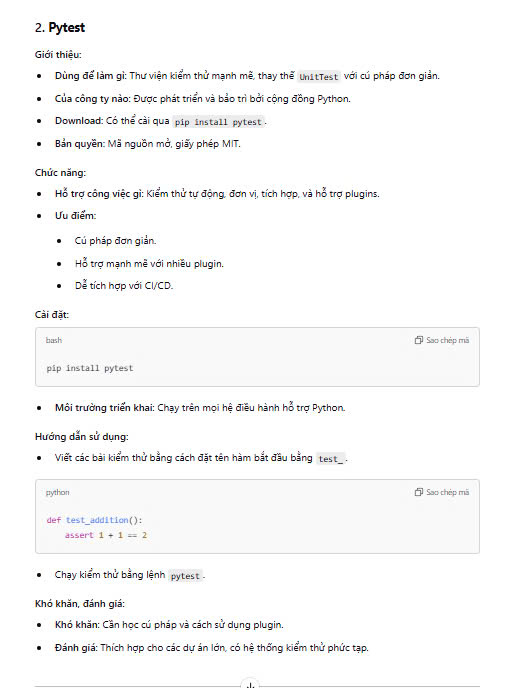 2. Pytest
Giới thiệu:
Dùng để làm gì: Thư viện kiểm thử mạnh mẽ, thay thế UnitTest với cú pháp đơn giản.
Của công ty nào: Được phát triển và bảo trì bởi cộng đồng Python.
Download: Có thể cài qua pip install pytest.
Bản quyền: Mã nguồn mở, giấy phép MIT.
Chức năng:
Hỗ trợ công việc gì: Kiểm thử tự động, đơn vị, tích hợp, và hỗ trợ plugins.
Ưu điểm:
Cú pháp đơn giản.
Hỗ trợ mạnh mẽ với nhiều plugin.
Dễ tích hợp với CI/CD.
Cài đặt:
bash
Sao chép mã
pip install pytest
Môi trường triển khai: Chạy trên mọi hệ điều hành hỗ trợ Python.
Hướng dẫn sử dụng:
Viết các bài kiểm thử bằng cách đặt tên hàm bắt đầu bằng test_.
python
Sao chép mã
def test_addition():
    assert 1 + 1 == 2
Chạy kiểm thử bằng lệnh pytest.
Khó khăn, đánh giá:
Khó khăn: Cần học cú pháp và cách sử dụng plugin.
Đánh giá: Thích hợp cho các dự án lớn, có hệ thống kiểm thử phức tạp.